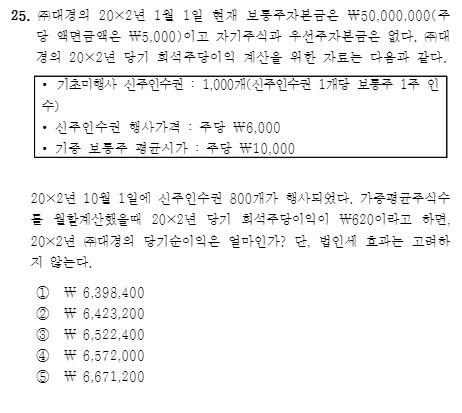 25. ㈜대경의 20×2년 1월 1일 현재 보통주자본금은 ₩50,000,000(주
당 액면금액은 ₩5,000)이고 자기주식과 우선주자본금은 없다. ㈜대
경의 20×2년 당기 희석주당이익 계산을 위한 자료는 다음과 같다.
• 기초미행사 신주인수권 : 1,000개(신주인수권 1개당 보통주 1주 인
수)
• 신주인수권 행사가격 : 주당 ₩6,000
• 기중 보통주 평균시가 : 주당 ₩10,000
20×2년 10월 1일에 신주인수권 800개가 행사되었다. 가중평균주식수
를 월할계산했을때 20×2년 당기 희석주당이익이 ₩620이라고 하면,
20×2년 ㈜대경의 당기순이익은 얼마인가? 단, 법인세 효과는 고려하
지 않는다.
① ₩ 6,398,400
② ₩ 6,423,200
③ ₩ 6,522,400
④ ₩ 6,572,000
⑤ ₩ 6,671,200